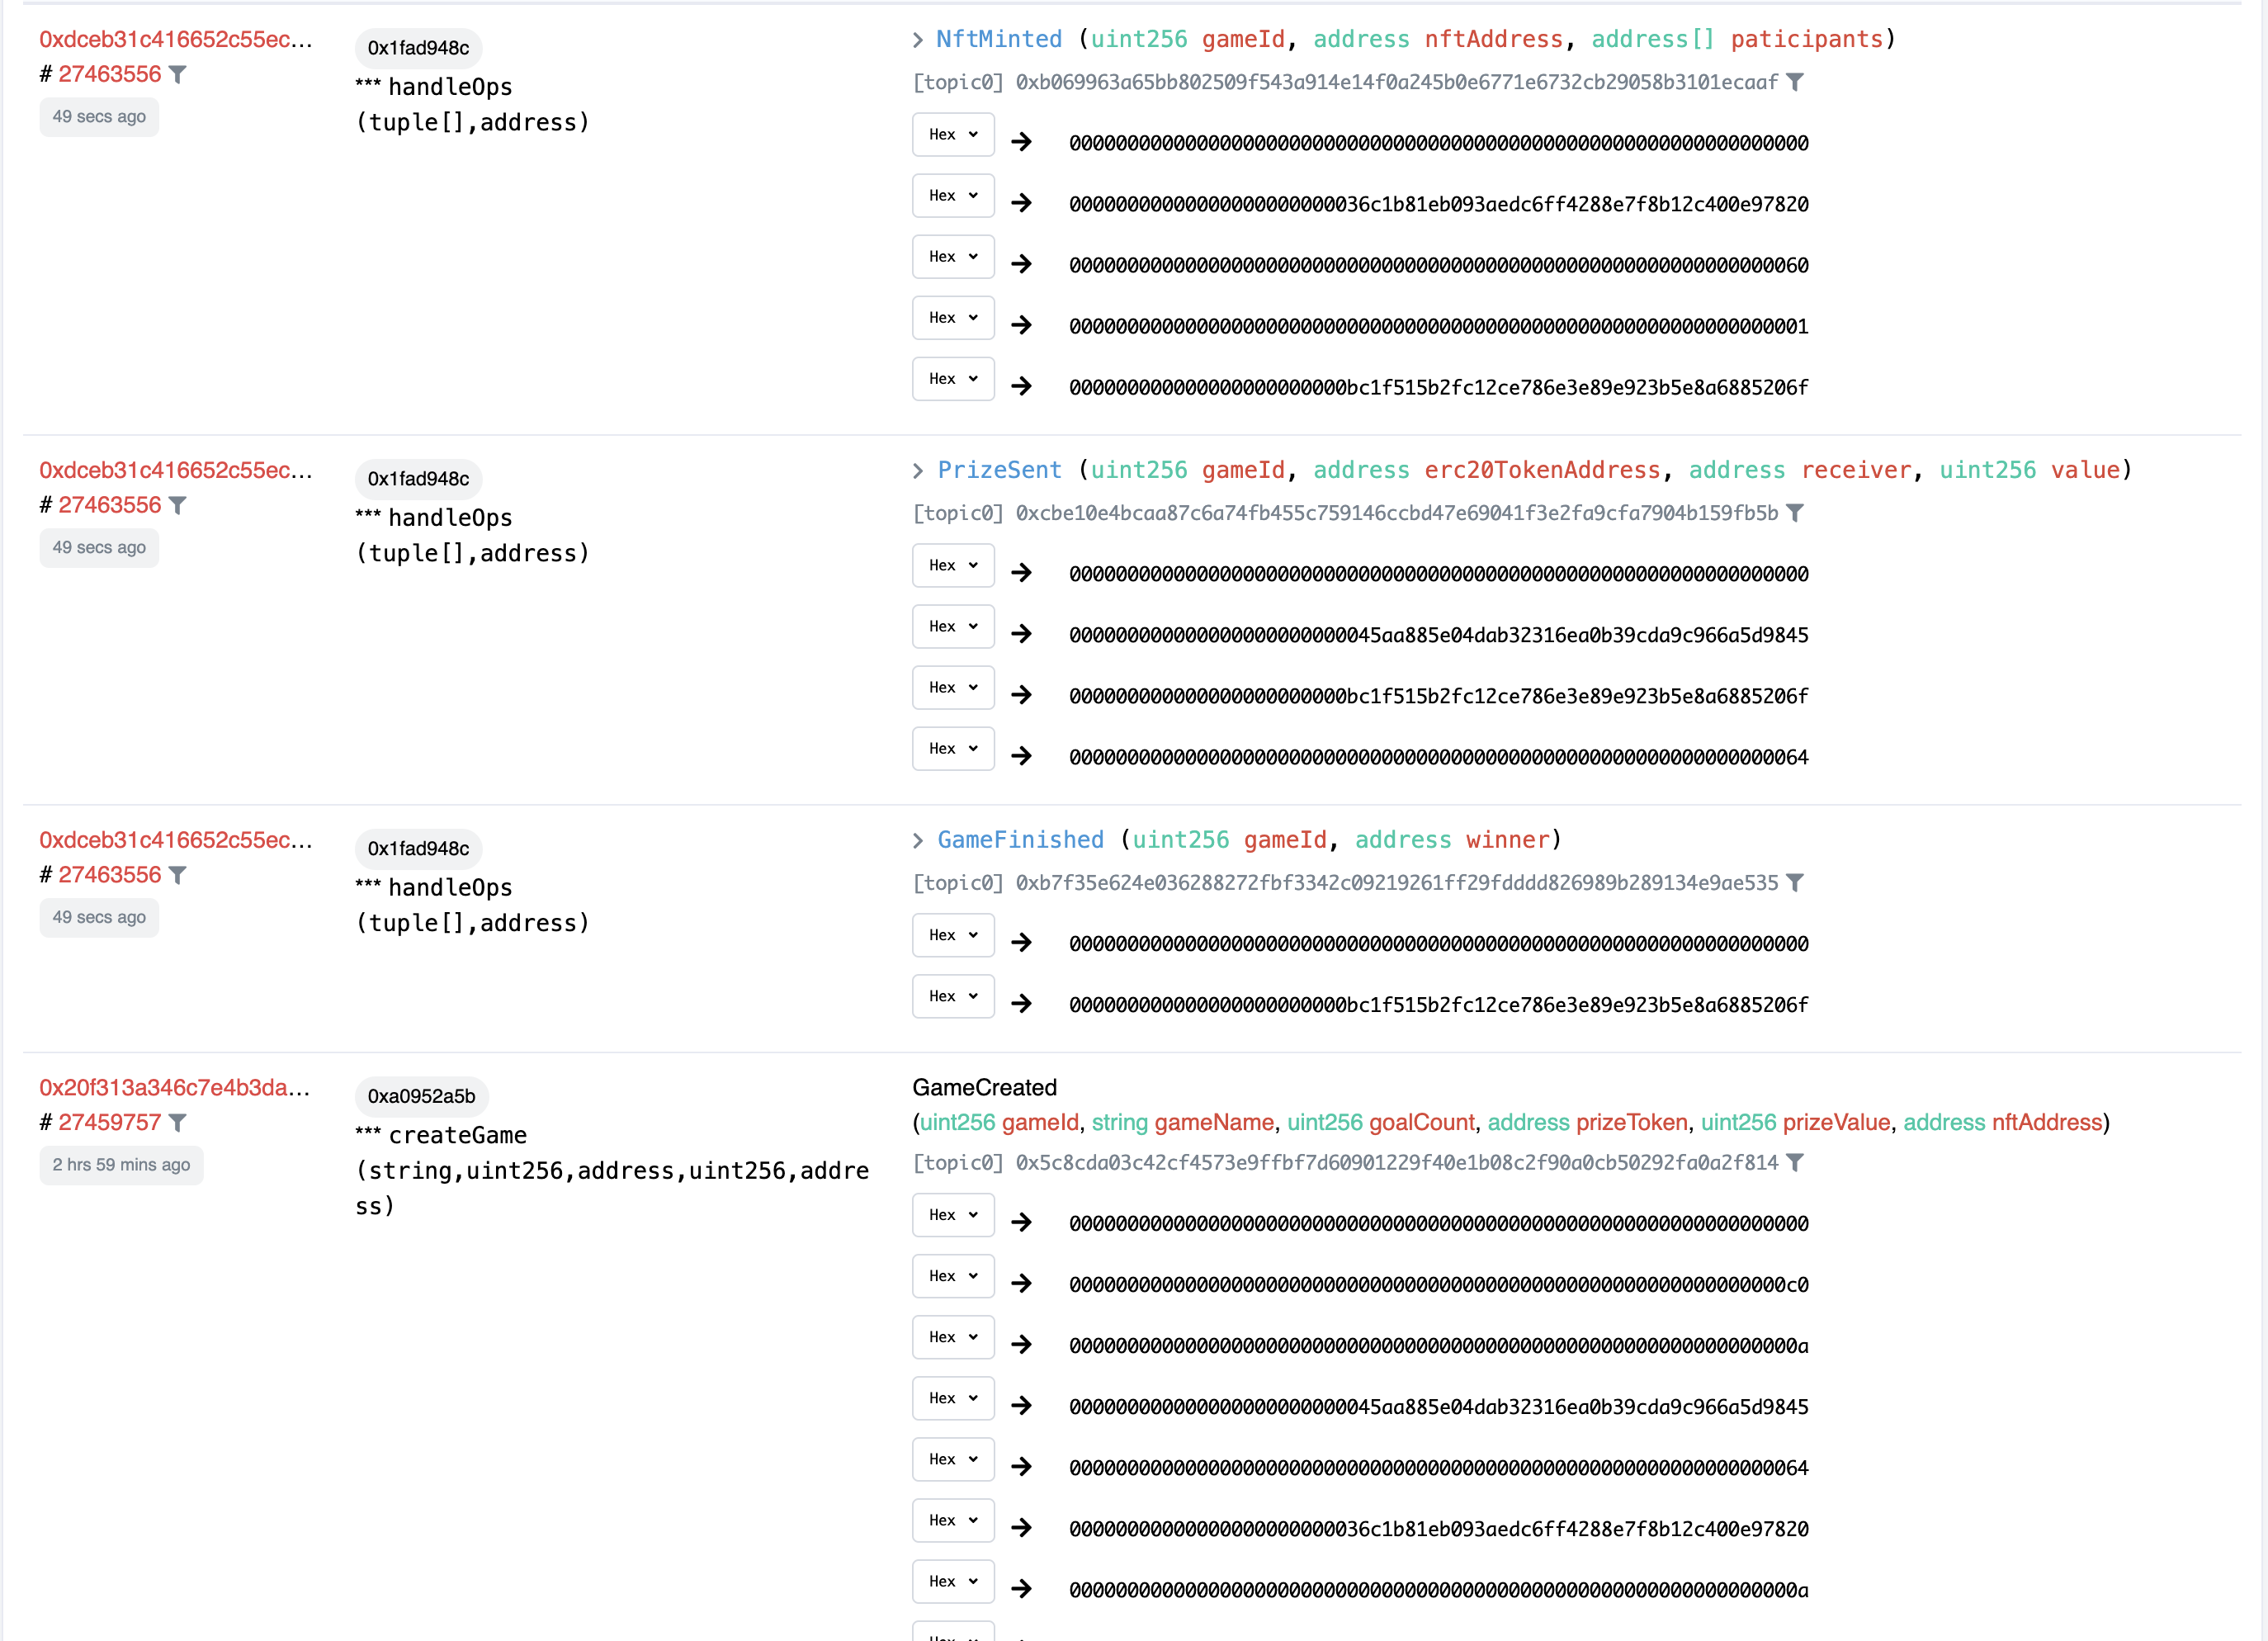 0xdceb31c416652c55ec...
# 27463556
49 secs ago
0x1fad948c
*** handleOps
(tuple[],address)
NftMinted (uint256 gameId, address nftAddress, address[] paticipants)
[topic0] 0xb069963a65bb802509f543a914e14f0a245b0e6771e6732cb29058b3101ecaaf
Hex → 0000000000000000000000000000000000000000000000000000000000000000
Hex → 00000000000000000000000036c1b81eb093aedc6ff4288e7f8b12c400e97820
Hex → 0000000000000000000000000000000000000000000000000000000000000060
Hex → 0000000000000000000000000000000000000000000000000000000000000001
Hex → 000000000000000000000000bc1f515b2fc12ce786e3e89e923b5e8a6885206f
0xdceb31c416652c55ec...
# 27463556
49 secs ago
0x1fad948c
*** handleOps
(tuple[],address)
PrizeSent (uint256 gameId, address erc20TokenAddress, address receiver, uint256 value)
[topic0] 0xcbe10e4bcaa87c6a74fb455c759146ccbd47e69041f3e2fa9cfa7904b159fb5b
Hex → 0000000000000000000000000000000000000000000000000000000000000000
Hex → 000000000000000000000000045aa885e04dab32316ea0b39cda9c966a5d9845
Hex → 000000000000000000000000bc1f515b2fc12ce786e3e89e923b5e8a6885206f
Hex → 0000000000000000000000000000000000000000000000000000000000000064
0xdceb31c416652c55ec...
# 27463556
49 secs ago
0x1fad948c
*** handleOps
(tuple[],address)
GameFinished (uint256 gameId, address winner)
[topic0] 0xb7f35e624e036288272fbf3342c09219261ff29fdddd826989b289134e9ae535
Hex → 0000000000000000000000000000000000000000000000000000000000000000
Hex → 000000000000000000000000bc1f515b2fc12ce786e3e89e923b5e8a6885206f
0x20f313a346c7e4b3da...
# 27459757
2 hrs 59 mins ago
0xa0952a5b
*** createGame
(string,uint256,address,uint256,addre
ss)
GameCreated
(uint256 gameId, string gameName, uint256 goalCount, address prizeToken, uint256 prizeValue, address nftAddress)
[topic0] 0x5c8cda03c42cf4573e9ffbf7d60901229f40e1b08c2f90a0cb50292fa0a2f814
Hex → 0000000000000000000000000000000000000000000000000000000000000000
Hex → 00000000000000000000000000000000000000000000000000000000000000c0
Hex → 000000000000000000000000000000000000000000000000000000000000000a
Hex → 000000000000000000000000045aa885e04dab32316ea0b39cda9c966a5d9845
Hex → 0000000000000000000000000000000000000000000000000000000000000064
Hex → 00000000000000000000000036c1b81eb093aedc6ff4288e7f8b12c400e97820
Hex → 000000000000000000000000000000000000000000000000000000000000000a